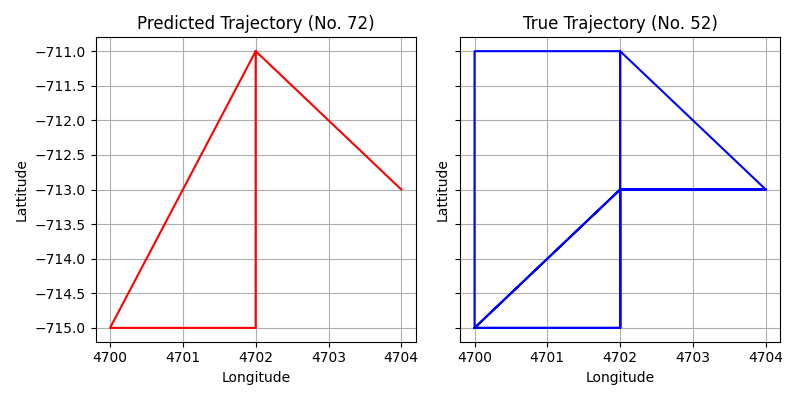 Predicted Trajectory (No. 72)
True Trajectory (No. 52)
−711.0
−711.5
−712.0
−712.5
−713.0
−713.5
−714.0
−714.5
−715.0
Lattitude
Lattitude
4700 4701 4702 4703 4704
4700 4701 4702 4703 4704
Longitude
Longitude